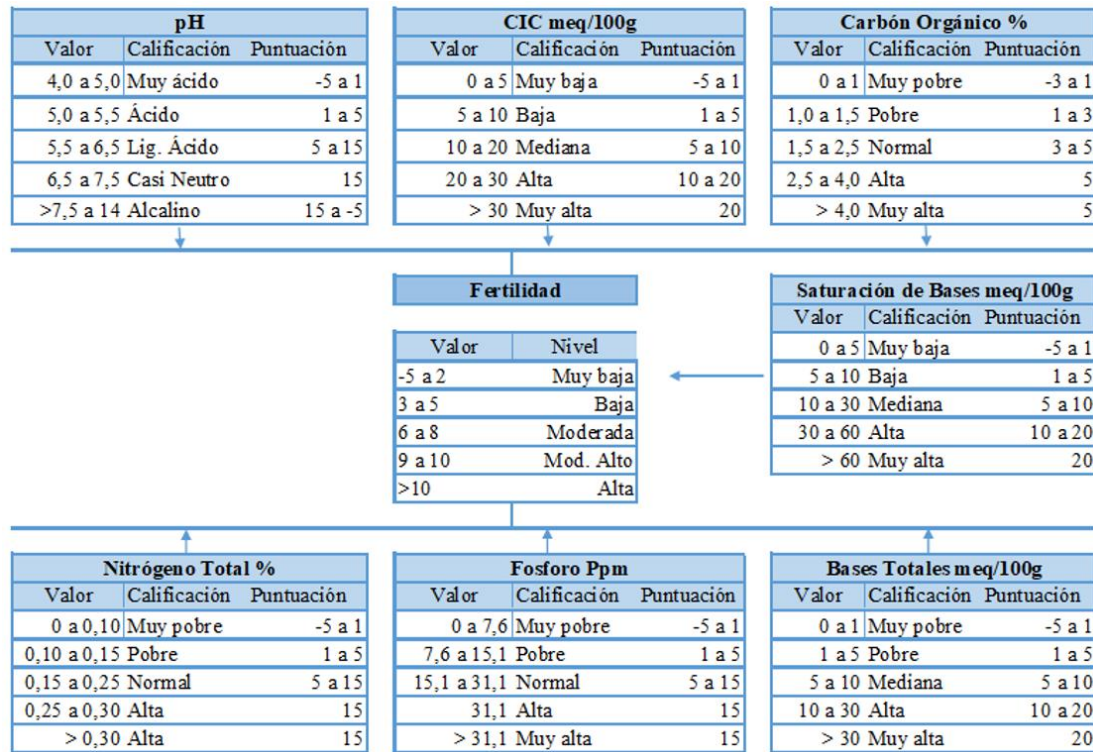 pH
Valor Calificación Puntuación
4,0 a 5,0 Muy ácido -5 a 1
5,0 a 5,5 Ácido 1 a 5
5,5 a 6,5 Lig. Ácido 5 a 15
6,5 a 7,5 Casi Neutro 15
>7,5 a 14 Alcalino 15 a -5
CIC meq/100g
Valor Calificación Puntuación
0 a 5 Muy baja -5 a 1
5 a 10 Baja 1 a 5
10 a 20 Mediana 5 a 10
20 a 30 Alta 10 a 20
> 30 Muy alta 20
Carbón Orgánico %
Valor Calificación Puntuación
0 a 1 Muy pobre -3 a 1
1,0 a 1,5 Pobre 1 a 3
1,5 a 2,5 Normal 3 a 5
2,5 a 4,0 Alta 5
> 4,0 Muy alta 5
Fertilidad
Valor Nivel
-5 a 2 Muy baja
3 a 5 Baja
6 a 8 Moderada
9 a 10 Mod. Alto
>10 Alta
Saturación de Bases meq/100g
Valor Calificación Puntuación
0 a 5 Muy baja -5 a 1
5 a 10 Baja 1 a 5
10 a 30 Mediana 5 a 10
30 a 60 Alta 10 a 20
> 60 Muy alta 20
Nitrógeno Total %
Valor Calificación Puntuación
0 a 0,10 Muy pobre -5 a 1
0,10 a 0,15 Pobre 1 a 5
0,15 a 0,25 Normal 5 a 15
0,25 a 0,30 Alta 15
> 0,30 Alta 15
Fosforo Ppm
Valor Calificación Puntuación
0 a 7,6 Muy pobre -5 a 1
7,6 a 15,1 Pobre 1 a 5
15,1 a 31,1 Normal 5 a 15
31,1 Alta 15
> 31,1 Muy alta 15
Bases Totales meq/100g
Valor Calificación Puntuación
0 a 1 Muy pobre -5 a 1
1 a 5 Pobre 1 a 5
5 a 10 Mediana 5 a 10
10 a 30 Alta 10 a 20
> 30 Muy alta 20